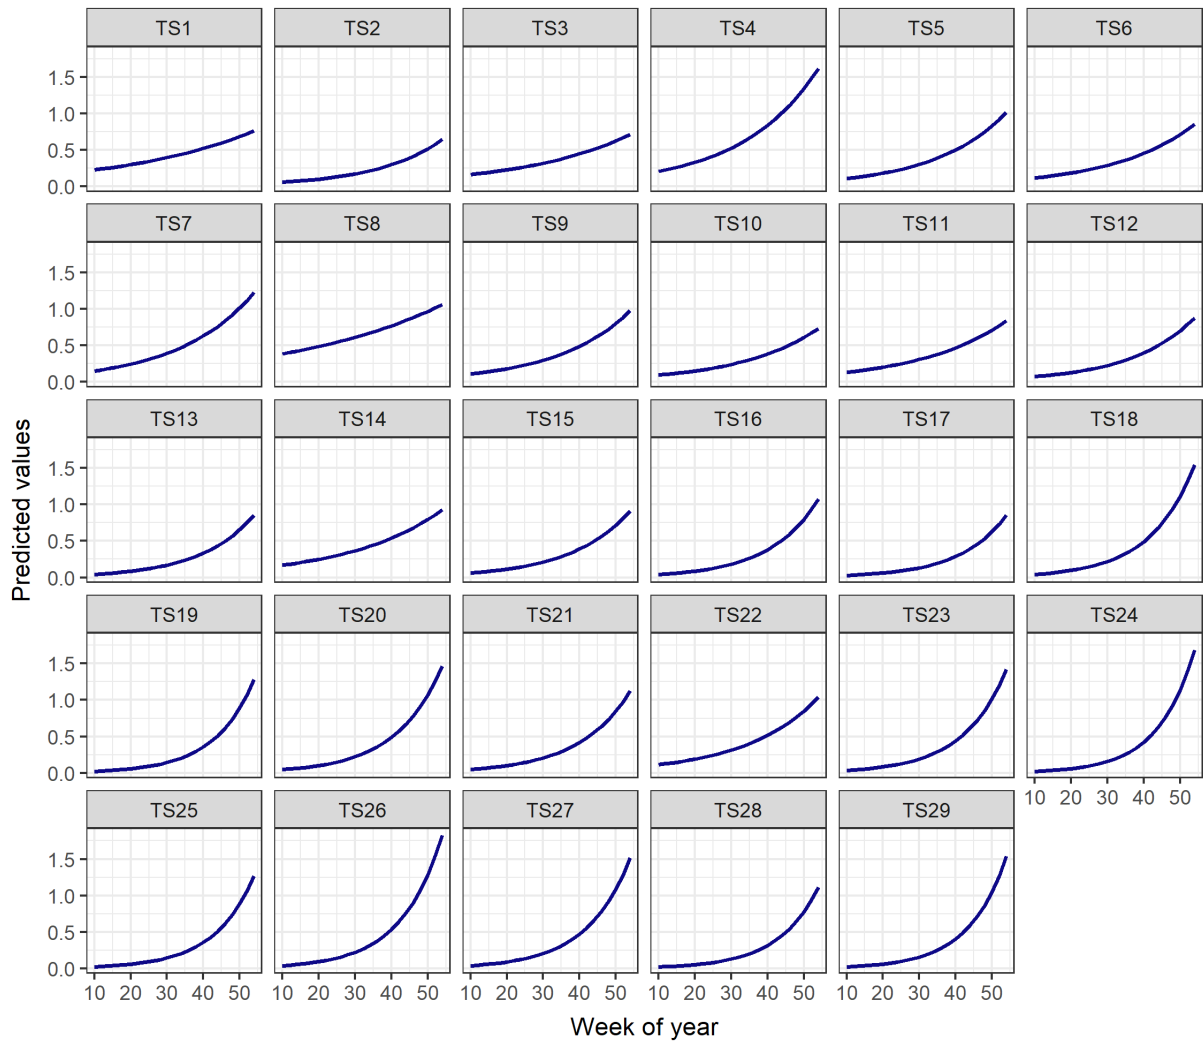 TS1 TS2 TS3 TS4 TS5 TS6
1.5
1.0
0.5
0.0
TS7 TS8 TS9 TS10 TS11 TS12
1.5
1.0
0.5
0.0
TS13 TS14 TS15 TS16 TS17 TS18
1.5
1.0
0.5
0.0
TS19 TS20 TS21 TS22 TS23 TS24
1.5
1.0
0.5
0.0
10 20 30 40 50
TS25 TS26 TS27 TS28 TS29
1.5
1.0
0.5
0.0
10 20 30 40 50 10 20 30 40 50 10 20 30 40 50 10 20 30 40 50 10 20 30 40 50
Week of year
Predicted values